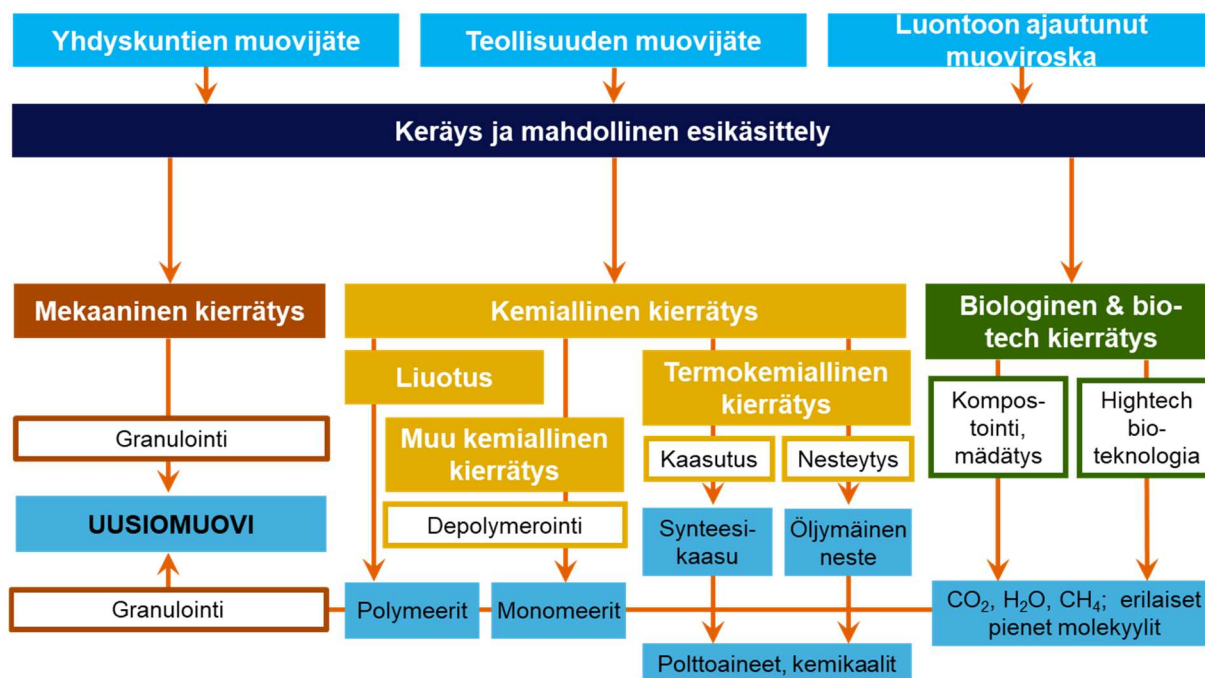 Yhdyskuntien muovijäte
Teollisuuden muovijäte
Luontoon ajautunut
muoviroska
Keräys ja mahdollinen esikäsittely
Mekaaninen kierrätys
Kemiallinen kierrätys
Biologinen & bio-
tech kierrätys
Liuotus
Termokemiallinen
kierrätys
Kompos-
tointi,
mädätys
Hightech
bio-
teknologia
Granulointi
Muu kemiallinen
kierrätys
Kaasutus
Nesteytys
UUSIOMUOVI
Depolymerointi
Synteesi-
kaasu
Öljymäinen
neste
Granulointi
Polymeerit
Monomeerit
CO₂, H₂O, CH₄; erilaiset
pienet molekyylit
Polttoaineet, kemikaalit